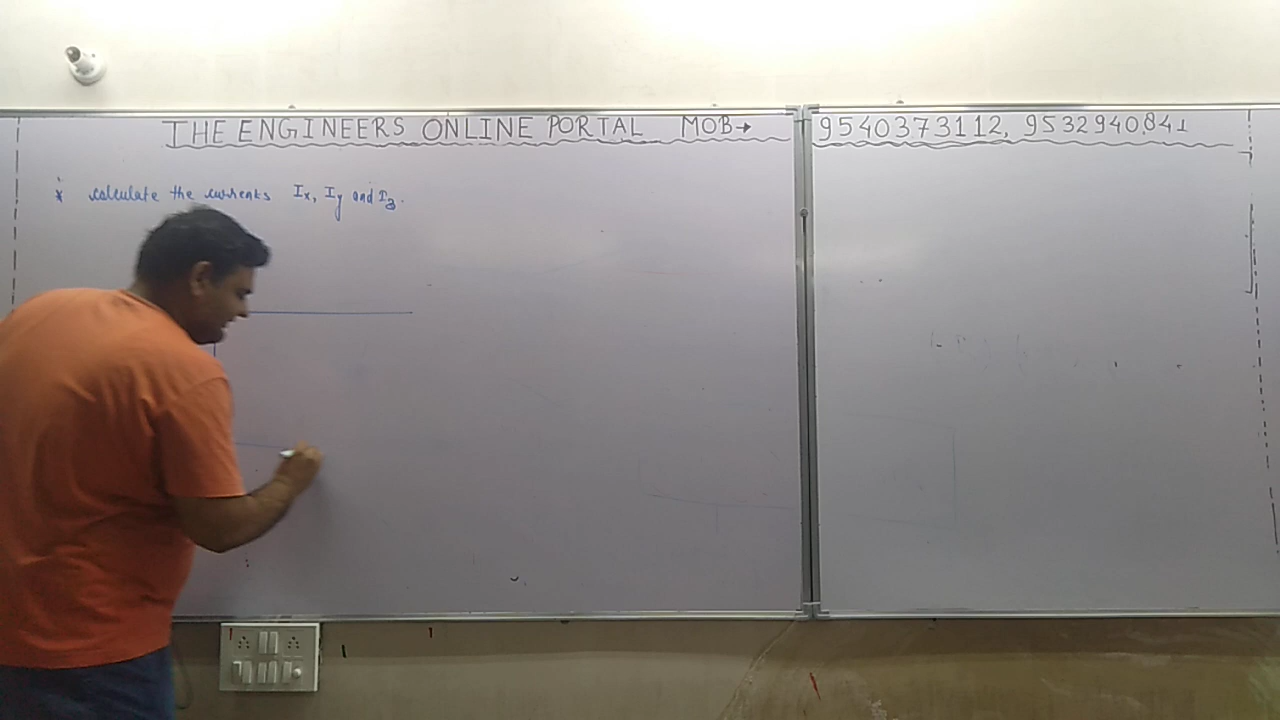 THE ENGINEERS ONLINE PORTAL MOB→ 9540373112, 9532940841
* calculate the currents Ix, Iy and Iz.